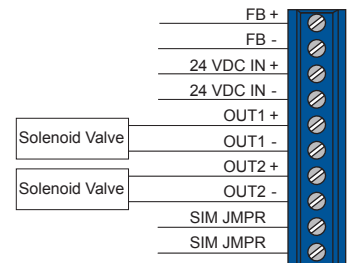 FB +
FB -
24 VDC IN +
24 VDC IN -
OUT1 +
Solenoid Valve
OUT1 -
OUT2 +
Solenoid Valve
OUT2 -
SIM JMPR
SIM JMPR